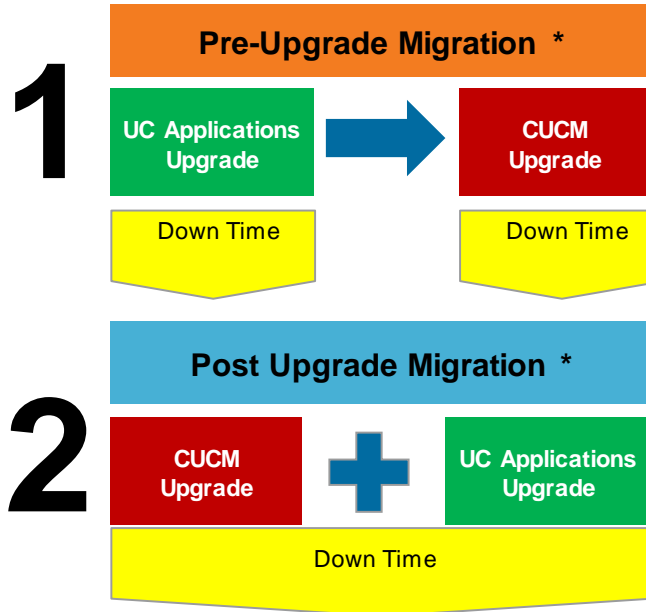 1
Pre-Upgrade Migration *
UC Applications
Upgrade
CUCM
Upgrade
Down Time
Down Time
2
Post Upgrade Migration *
CUCM
Upgrade
UC Applications
Upgrade
Down Time